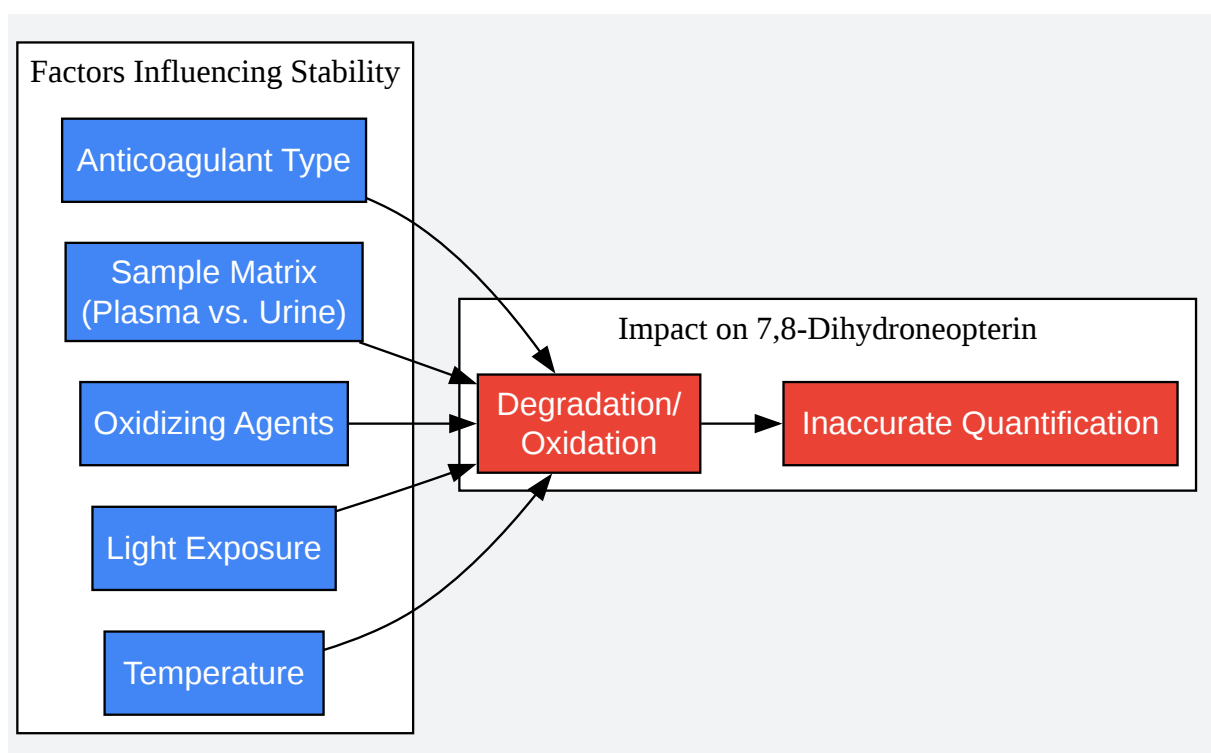 Factors Influencing Stability
Anticoagulant Type
Sample Matrix
(Plasma vs. Urine)
Oxidizing Agents
Light Exposure
Temperature
Impact on 7,8-Dihydroneopterin
Degradation/
Oxidation
Inaccurate Quantification